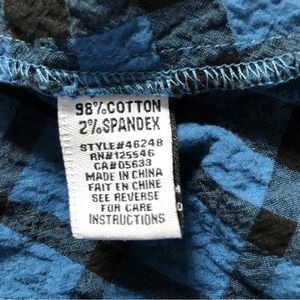 98%COTTON
2%SPANDEX
STYLE#46248
RN#125546
CA#05633
MADE IN CHINA
FAIT EN CHINE
SEE REVERSE
FOR CARE
INSTRUCTIONS